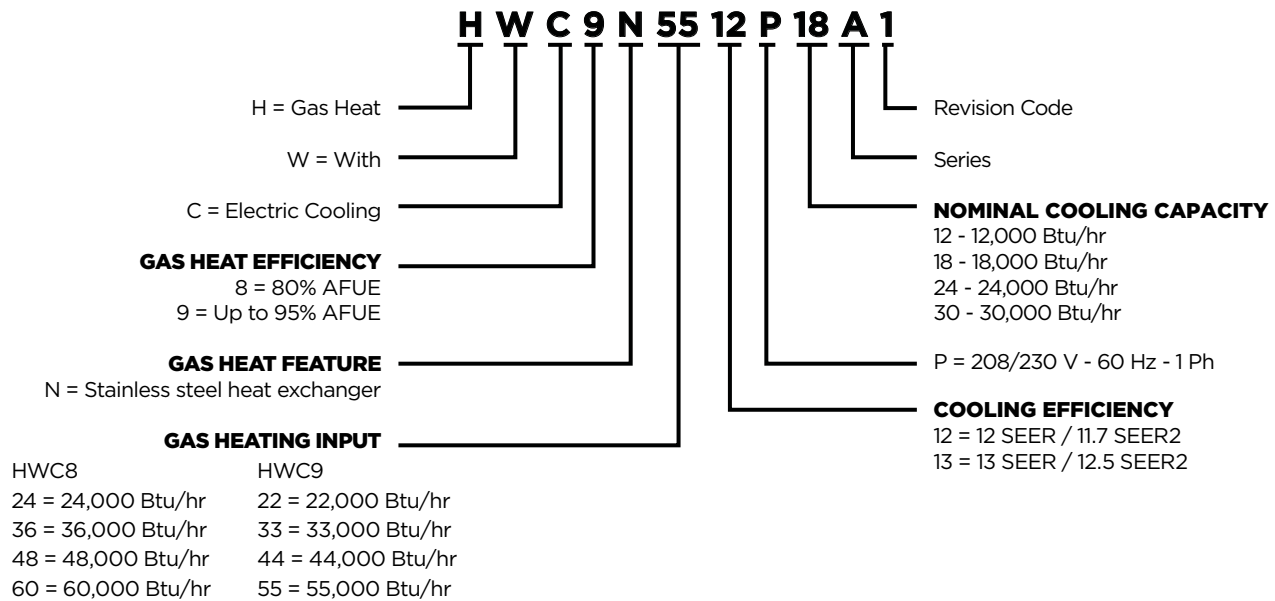 H W C 9 N 55 12 P 18 A 1
H = Gas Heat
W = With
C = Electric Cooling
GAS HEAT EFFICIENCY
8 = 80% AFUE
9 = Up to 95% AFUE
GAS HEAT FEATURE
N = Stainless steel heat exchanger
GAS HEATING INPUT
HWC8
24 = 24,000 Btu/hr
36 = 36,000 Btu/hr
48 = 48,000 Btu/hr
60 = 60,000 Btu/hr
HWC9
22 = 22,000 Btu/hr
33 = 33,000 Btu/hr
44 = 44,000 Btu/hr
55 = 55,000 Btu/hr
Revision Code
Series
NOMINAL COOLING CAPACITY
12 - 12,000 Btu/hr
18 - 18,000 Btu/hr
24 - 24,000 Btu/hr
30 - 30,000 Btu/hr
P = 208/230 V - 60 Hz - 1 Ph
COOLING EFFICIENCY
12 = 12 SEER / 11.7 SEER2
13 = 13 SEER / 12.5 SEER2